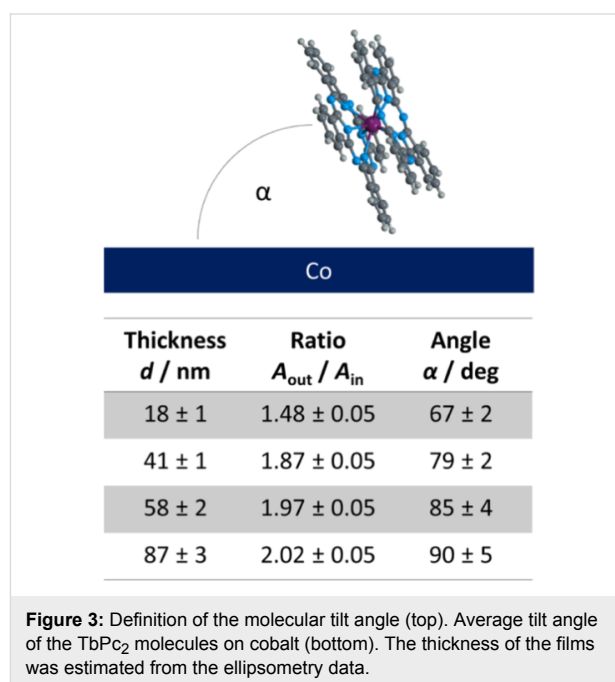 α
Co
Thickness Ratio Angle
d / nm A_out / A_in α / deg
18 ± 1 1.48 ± 0.05 67 ± 2
41 ± 1 1.87 ± 0.05 79 ± 2
58 ± 2 1.97 ± 0.05 85 ± 4
87 ± 3 2.02 ± 0.05 90 ± 5
Figure 3: Definition of the molecular tilt angle (top). Average tilt angle
of the TbPc₂ molecules on cobalt (bottom). The thickness of the films
was estimated from the ellipsometry data.